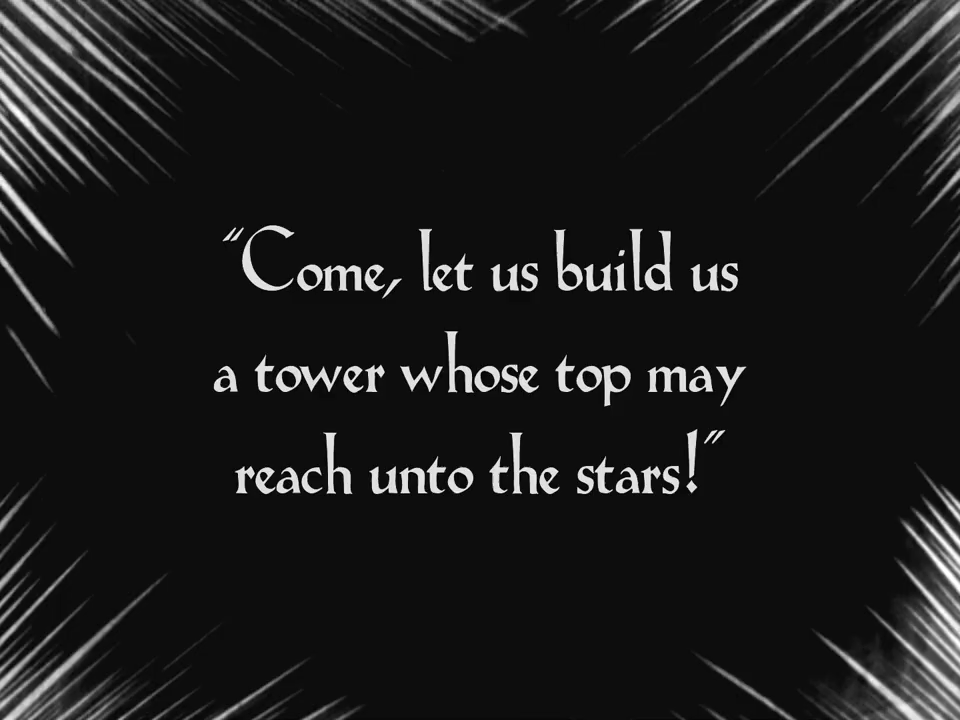 “Come, let us build us
a tower whose top may
reach unto the stars!”